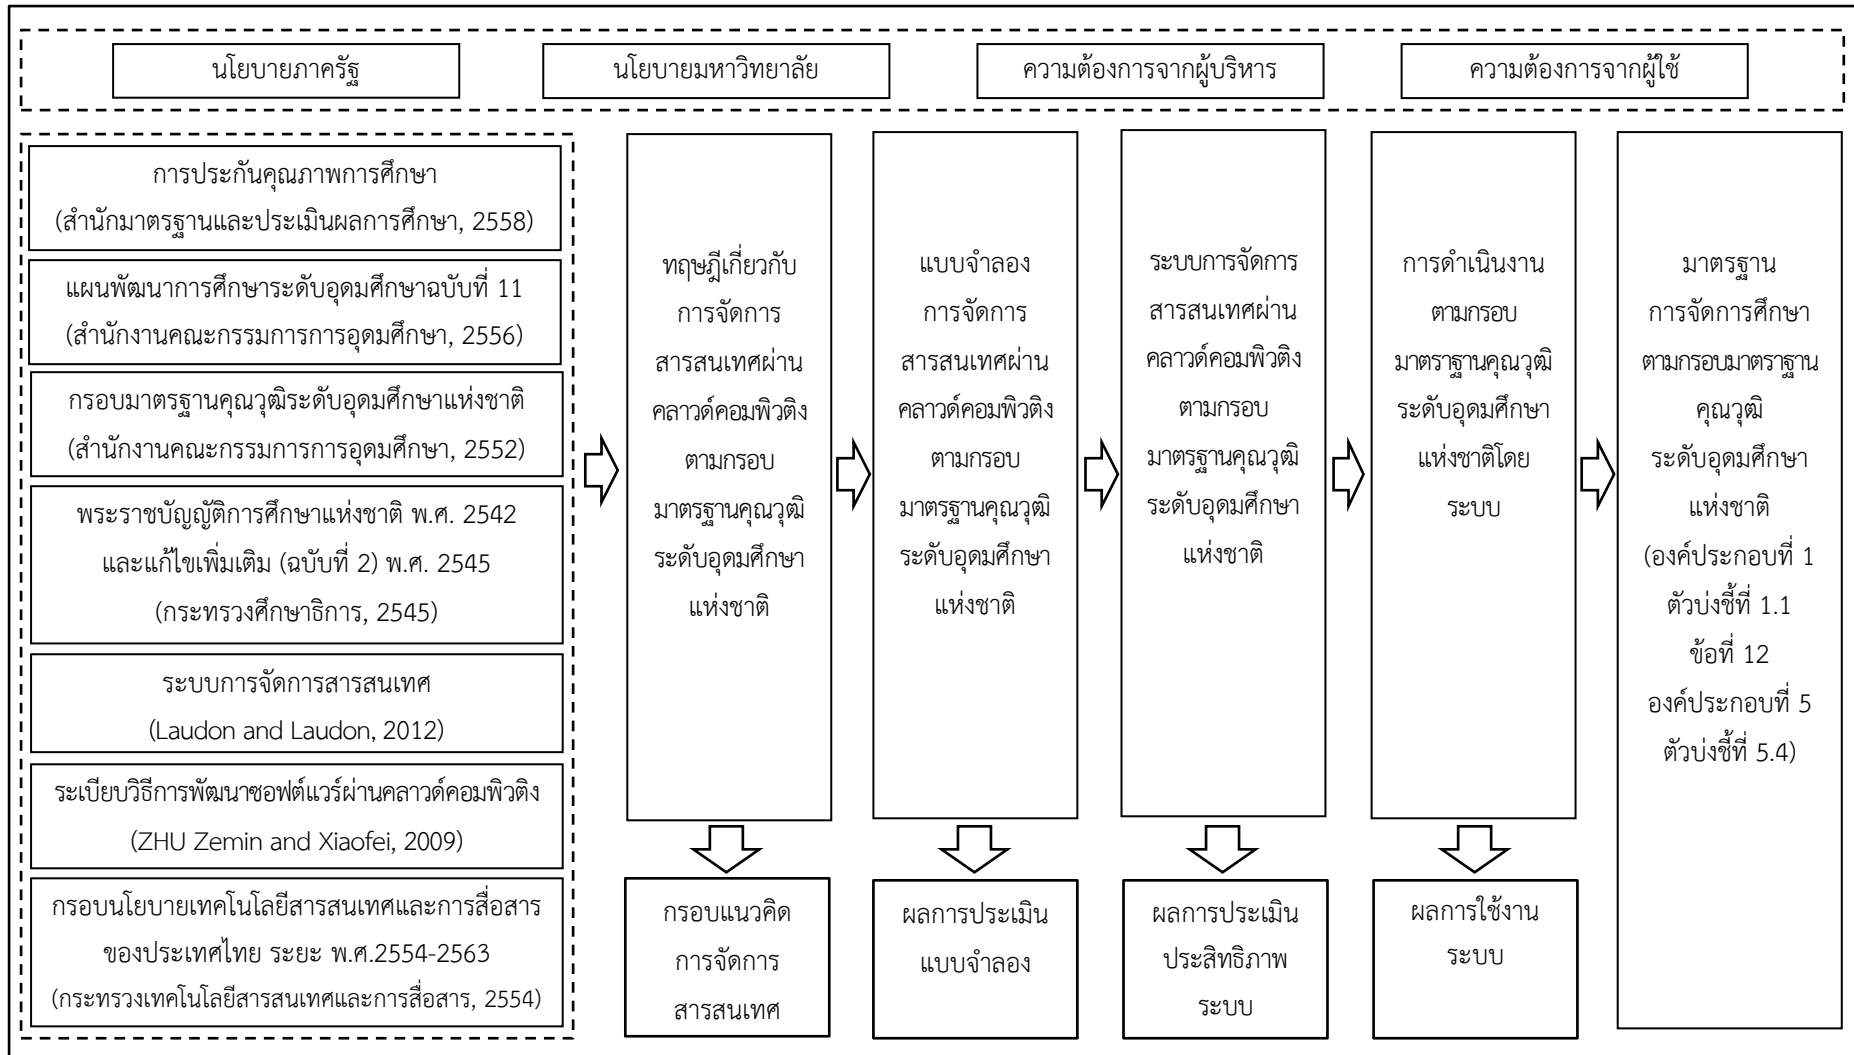 นโยบายภาครัฐ
นโยบายมหาวิทยาลัย
ความต้องการจากผู้บริหาร
ความต้องการจากผู้ใช้
การประกันคุณภาพการศึกษา
(สำนักมาตรฐานและประเมินผลการศึกษา, 2558)
แผนพัฒนาการศึกษาระดับอุดมศึกษาฉบับที่ 11
(สำนักงานคณะกรรมการการอุดมศึกษา, 2556)
กรอบมาตรฐานคุณวุฒิระดับอุดมศึกษาแห่งชาติ
(สำนักงานคณะกรรมการการอุดมศึกษา, 2552)
พระราชบัญญัติการศึกษาแห่งชาติ พ.ศ. 2542
และแก้ไขเพิ่มเติม (ฉบับที่ 2) พ.ศ. 2545
(กระทรวงศึกษาธิการ, 2545)
ระบบการจัดการสารสนเทศ
(Laudon and Laudon, 2012)
ระเบียบวิธีการพัฒนาซอฟต์แวร์ผ่านคลาวด์คอมพิวติง
(ZHU Zemin and Xiaofei, 2009)
กรอบนโยบายเทคโนโลยีสารสนเทศและการสื่อสาร
ของประเทศไทย ระยะ พ.ศ.2554-2563
(กระทรวงเทคโนโลยีสารสนเทศและการสื่อสาร, 2554)
ทฤษฎีเกี่ยวกับ
การจัดการ
สารสนเทศผ่าน
คลาวด์คอมพิวติง
ตามกรอบ
มาตรฐานคุณวุฒิ
ระดับอุดมศึกษา
แห่งชาติ
กรอบแนวคิด
การจัดการ
สารสนเทศ
แบบจำลอง
การจัดการ
สารสนเทศผ่าน
คลาวด์คอมพิวติง
ตามกรอบ
มาตรฐานคุณวุฒิ
ระดับอุดมศึกษา
แห่งชาติ
ผลการประเมิน
แบบจำลอง
ระบบการจัดการ
สารสนเทศผ่าน
คลาวด์คอมพิวติง
ตามกรอบ
มาตรฐานคุณวุฒิ
ระดับอุดมศึกษา
แห่งชาติ
ผลการประเมิน
ประสิทธิภาพ
ระบบ
การดำเนินงาน
ตามกรอบ
มาตราฐานคุณวุฒิ
ระดับอุดมศึกษา
แห่งชาติโดย
ระบบ
ผลการใช้งาน
ระบบ
มาตรฐาน
การจัดการศึกษา
ตามกรอบมาตราฐาน
คุณวุฒิ
ระดับอุดมศึกษา
แห่งชาติ
(องค์ประกอบที่ 1
ตัวบ่งชี้ที่ 1.1
ข้อที่ 12
องค์ประกอบที่ 5
ตัวบ่งชี้ที่ 5.4)